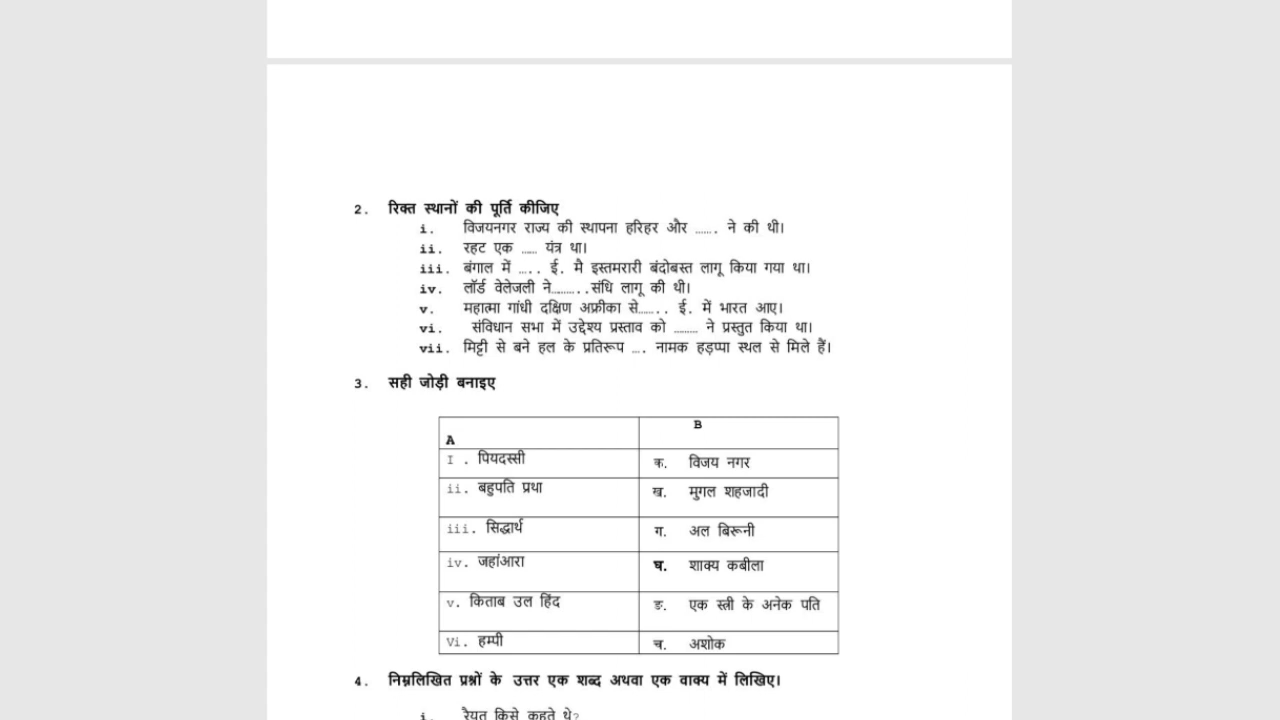 2. रिक्त स्थानों की पूर्ति कीजिए
i. विजयनगर राज्य की स्थापना हरिहर और ……. ने की थी।
ii. रहट एक …… यंत्र था।
iii. बंगाल में ….. ई. मै इस्तमरारी बंदोबस्त लागू किया गया था।
iv. लॉर्ड वेलेजली ने………..संधि लागू की थी।
v. महात्मा गांधी दक्षिण अफ्रीका से…….. ई. में भारत आए।
vi. संविधान सभा में उद्देश्य प्रस्ताव को ……… ने प्रस्तुत किया था।
vii. मिट्टी से बने हल के प्रतिरूप …. नामक हड़प्पा स्थल से मिले हैं।
3. सही जोड़ी बनाइए
A B
I . पियदस्सी क. विजय नगर
ii. बहुपति प्रथा ख. मुगल शहजादी
iii. सिद्धार्थ ग. अल बिरूनी
iv. जहांआरा घ. शाक्य कबीला
v. किताब उल हिंद ङ. एक स्त्री के अनेक पति
Vi. हम्पी च. अशोक
4. निम्नलिखित प्रश्नों के उत्तर एक शब्द अथवा एक वाक्य में लिखिए।
i. रैयत किसे कहते थे?